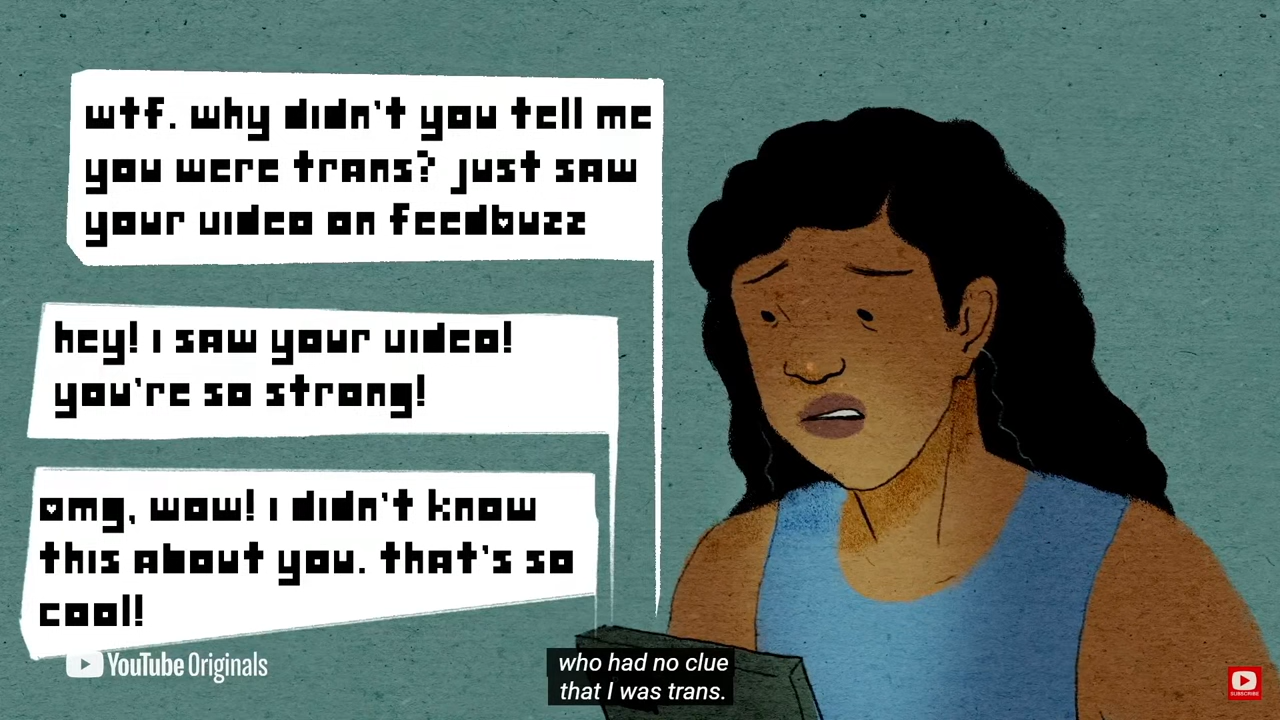 wtf. why didn't you tell me
you were trans? just saw
your video on feedbuzz
hey! i saw your video!
you're so strong!
omg, wow! i didn't know
this about you. that's so
cool!
YouTube Originals
who had no clue
that I was trans.
SUBSCRIBE